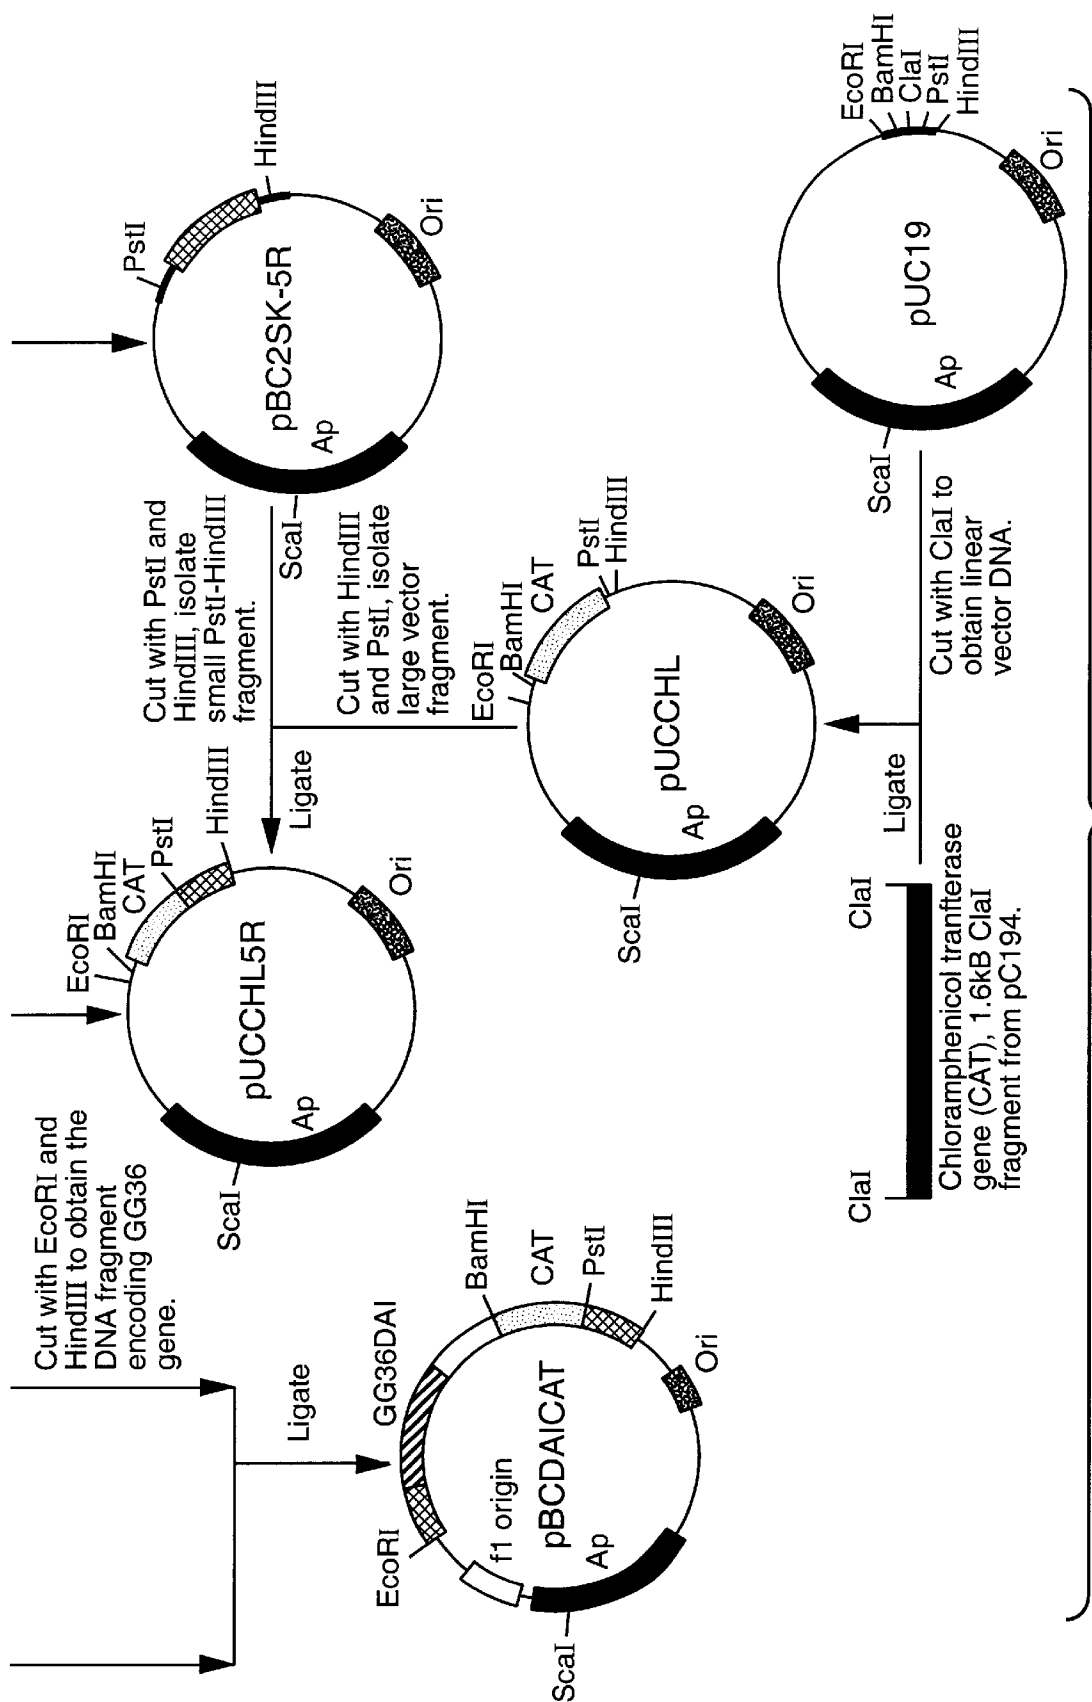 Cut with EcoRI and
HindIII to obtain the
DNA fragment
encoding GG36
gene.
Ligate
EcoRI
f1 origin
GG36DAI
BamHI
CAT
PstI
HindIII
Ori
pBCDAICAT
Ap
ScaI
EcoRI
BamHI
CAT
PstI
HindIII
Ori
pUCCHL5R
Ap
ScaI
Ligate
Cut with PstI and
HindIII, isolate
small PstI-HindIII
fragment.
Cut with HindIII
and PstI, isolate
large vector
fragment.
PstI
HindIII
Ori
pBC2SK-5R
Ap
ScaI
EcoRI
BamHI
CAT
PstI
HindIII
Ori
pUCCHL
Ap
ScaI
ClaI
ClaI
Chloramphenicol tranfterase
gene (CAT), 1.6kB ClaI
fragment from pC194.
Ligate
Cut with ClaI to
obtain linear
vector DNA.
EcoRI
BamHI
ClaI
PstI
HindIII
Ori
pUC19
Ap
ScaI